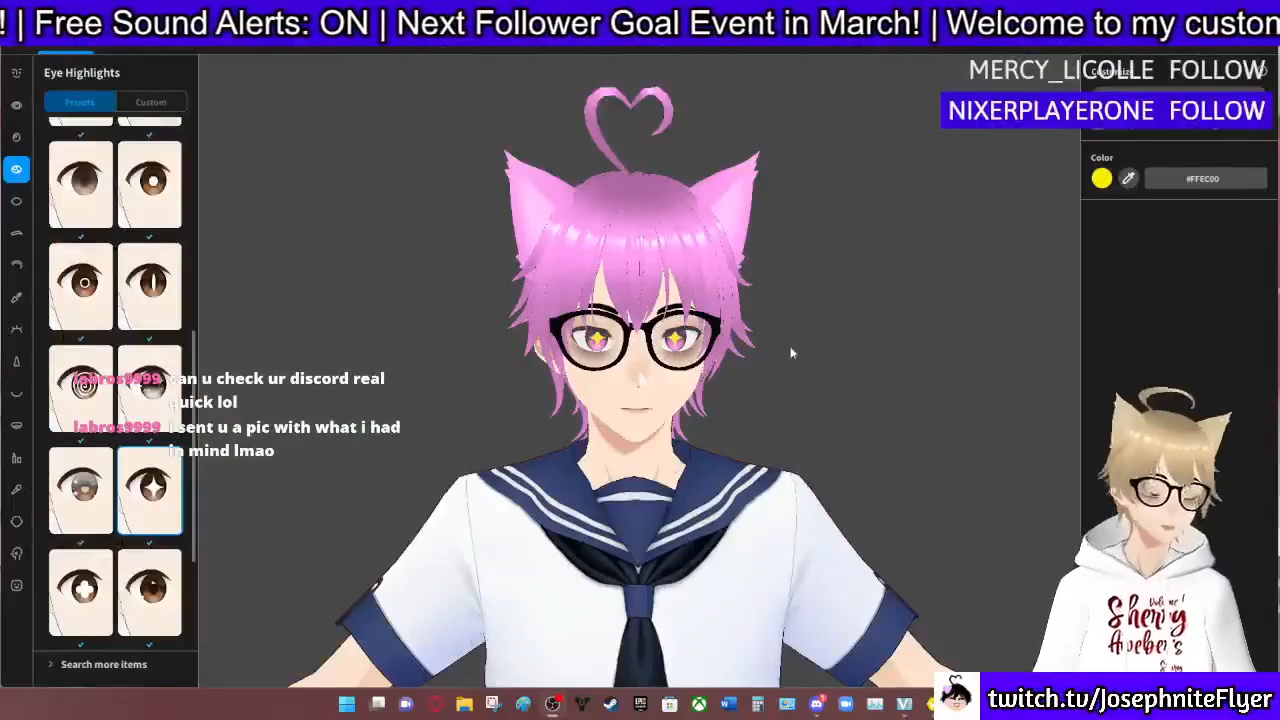 ! | Free Sound Alerts: ON | Next Follower Goal Event in March! | Welcome to my custon
Eye Highlights
MERCY_LICOLLE FOLLOW
Presets Custom
NIXERPLAYERONE FOLLOW
Color
#FFEC00
labros9999 can u check ur discord real
quick lol
labros9999 i sent u a pic with what i had
in mind lmao
Search more items
twitch.tv/JosephniteFlyer